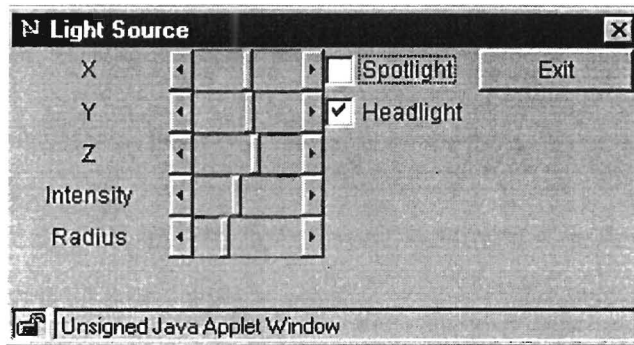 Light Source
X Spotlight Exit
Y Headlight
Z
Intensity
Radius
Unsigned Java Applet Window